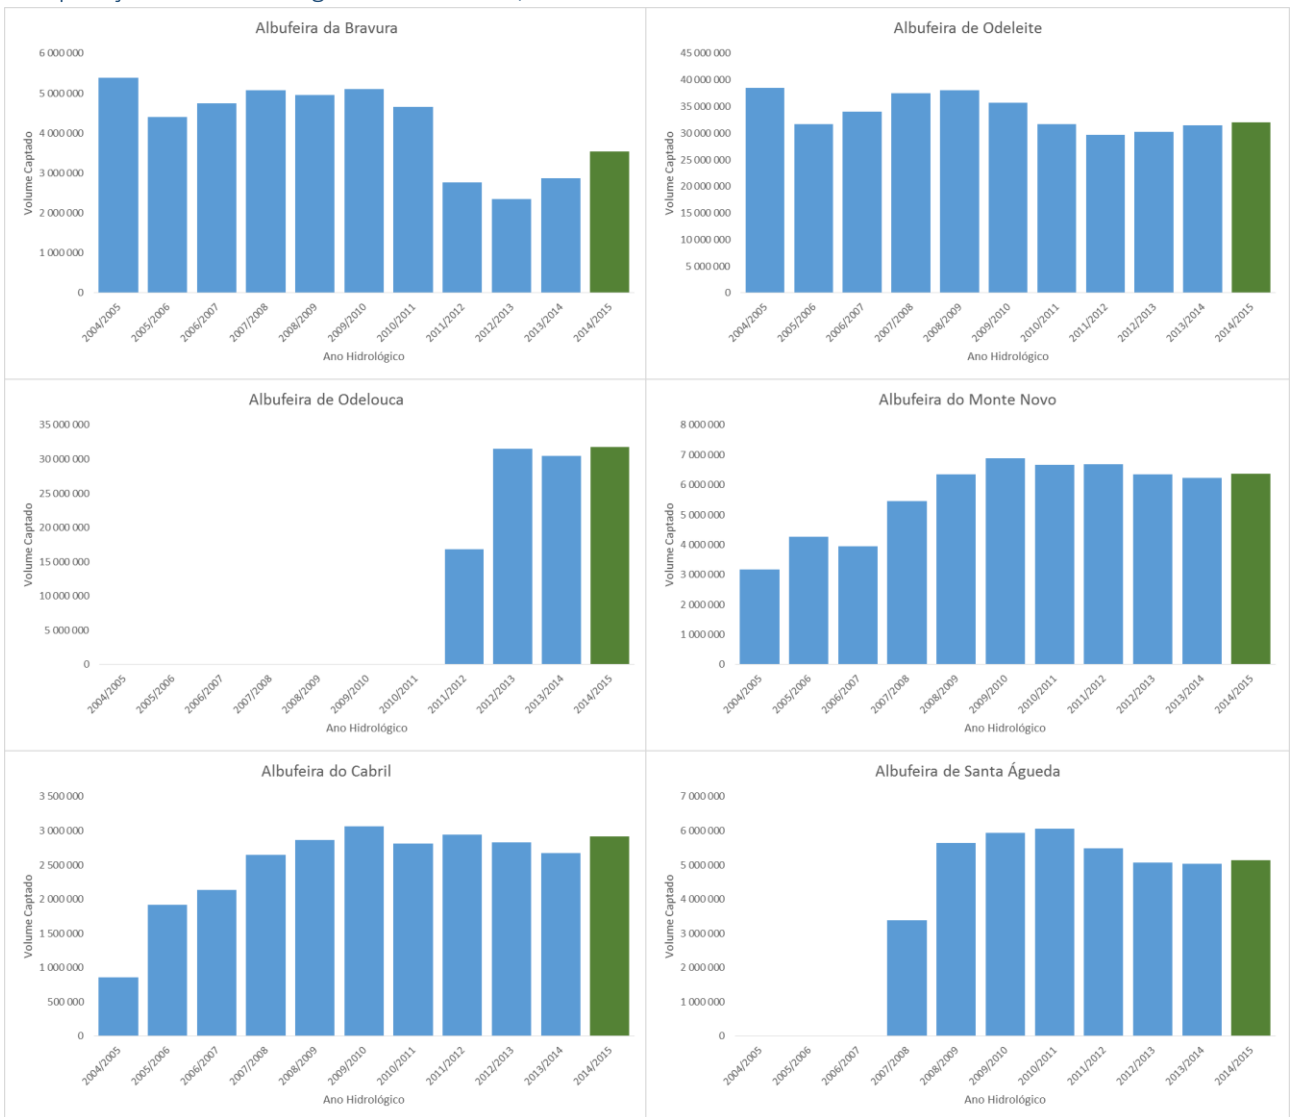 Albufeira da Bravura
6 000 000
5 000 000
4 000 000
3 000 000
2 000 000
1 000 000
0
Volume Captado
2004/2005
2005/2006
2006/2007
2007/2008
2008/2009
2009/2010
2010/2011
2011/2012
2012/2013
2013/2014
2014/2015
Ano Hidrológico
Albufeira de Odeleite
45 000 000
40 000 000
35 000 000
30 000 000
25 000 000
20 000 000
15 000 000
10 000 000
5 000 000
0
Volume Captado
2004/2005
2005/2006
2006/2007
2007/2008
2008/2009
2009/2010
2010/2011
2011/2012
2012/2013
2013/2014
2014/2015
Ano Hidrológico
Albufeira de Odelouca
35 000 000
30 000 000
25 000 000
20 000 000
15 000 000
10 000 000
5 000 000
0
Volume Captado
2004/2005
2005/2006
2006/2007
2007/2008
2008/2009
2009/2010
2010/2011
2011/2012
2012/2013
2013/2014
2014/2015
Ano Hidrológico
Albufeira do Monte Novo
8 000 000
7 000 000
6 000 000
5 000 000
4 000 000
3 000 000
2 000 000
1 000 000
0
Volume Captado
2004/2005
2005/2006
2006/2007
2007/2008
2008/2009
2009/2010
2010/2011
2011/2012
2012/2013
2013/2014
2014/2015
Ano Hidrológico
Albufeira do Cabril
3 500 000
3 000 000
2 500 000
2 000 000
1 500 000
1 000 000
500 000
0
Volume Captado
2004/2005
2005/2006
2006/2007
2007/2008
2008/2009
2009/2010
2010/2011
2011/2012
2012/2013
2013/2014
2014/2015
Ano Hidrológico
Albufeira de Santa Águeda
7 000 000
6 000 000
5 000 000
4 000 000
3 000 000
2 000 000
1 000 000
0
Volume Captado
2004/2005
2005/2006
2006/2007
2007/2008
2008/2009
2009/2010
2010/2011
2011/2012
2012/2013
2013/2014
2014/2015
Ano Hidrológico